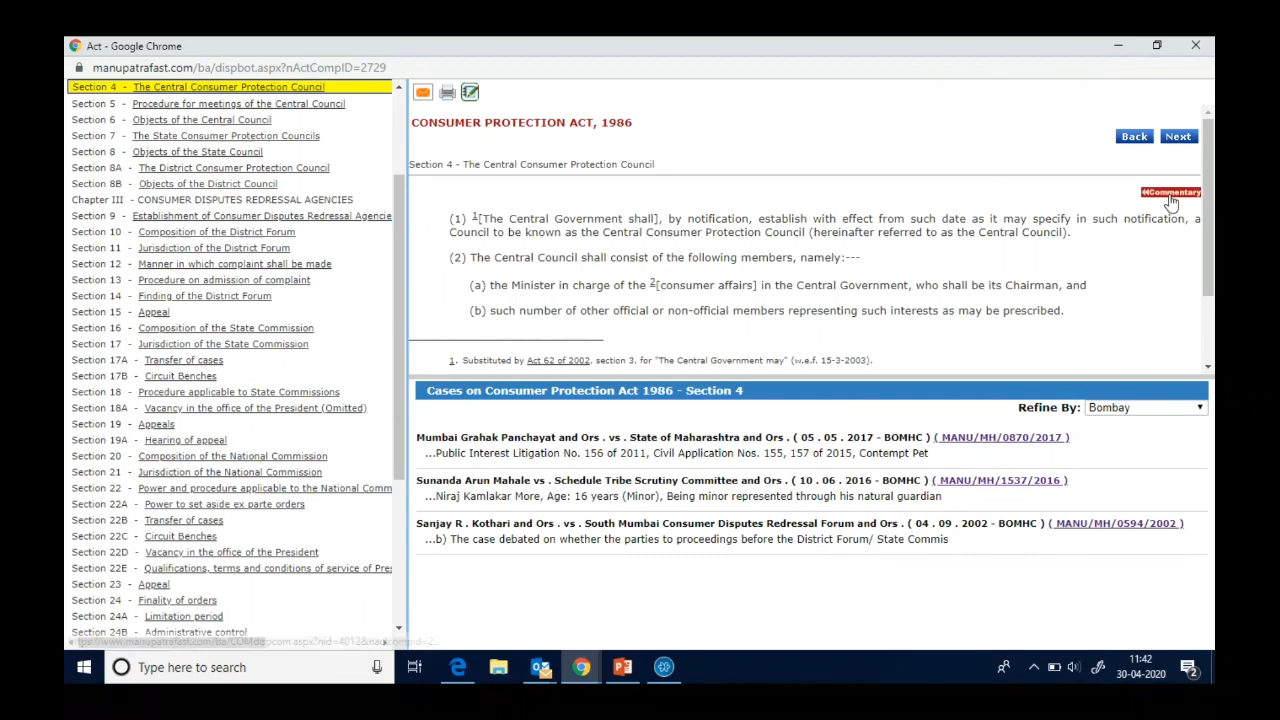 Act - Google Chrome
manupatrafast.com/ba/dispbot.aspx?nActCompID=2729
Section 4 - The Central Consumer Protection Council
Section 5 - Procedure for meetings of the Central Council
Section 6 - Objects of the Central Council
Section 7 - The State Consumer Protection Councils
Section 8 - Objects of the State Council
Section 8A - The District Consumer Protection Council
Section 8B - Objects of the District Council
Chapter III - CONSUMER DISPUTES REDRESSAL AGENCIES
Section 9 - Establishment of Consumer Disputes Redressal Agencie
Section 10 - Composition of the District Forum
Section 11 - Jurisdiction of the District Forum
Section 12 - Manner in which complaint shall be made
Section 13 - Procedure on admission of complaint
Section 14 - Finding of the District Forum
Section 15 - Appeal
Section 16 - Composition of the State Commission
Section 17 - Jurisdiction of the State Commission
Section 17A - Transfer of cases
Section 17B - Circuit Benches
Section 18 - Procedure applicable to State Commissions
Section 18A - Vacancy in the office of the President (Omitted)
Section 19 - Appeals
Section 19A - Hearing of appeal
Section 20 - Composition of the National Commission
Section 21 - Jurisdiction of the National Commission
Section 22 - Power and procedure applicable to the National Comm
Section 22A - Power to set aside ex parte orders
Section 22B - Transfer of cases
Section 22C - Circuit Benches
Section 22D - Vacancy in the office of the President
Section 22E - Qualifications, terms and conditions of service of Pres
Section 23 - Appeal
Section 24 - Finality of orders
Section 24A - Limitation period
Section 24B - Administrative control
CONSUMER PROTECTION ACT, 1986
Back Next
Section 4 - The Central Consumer Protection Council
Commentary
(1) 1[The Central Government shall], by notification, establish with effect from such date as it may specify in such notification, a
Council to be known as the Central Consumer Protection Council (hereinafter referred to as the Central Council).
(2) The Central Council shall consist of the following members, namely:---
(a) the Minister in charge of the 2[consumer affairs] in the Central Government, who shall be its Chairman, and
(b) such number of other official or non-official members representing such interests as may be prescribed.
1. Substituted by Act 62 of 2002, section 3, for "The Central Government may" (w.e.f. 15-3-2003).
Cases on Consumer Protection Act 1986 - Section 4
Refine By: Bombay
Mumbai Grahak Panchayat and Ors . vs . State of Maharashtra and Ors . ( 05 . 05 . 2017 - BOMHC ) ( MANU/MH/0870/2017 )
...Public Interest Litigation No. 156 of 2011, Civil Application Nos. 155, 157 of 2015, Contempt Pet
Sunanda Arun Mahale vs . Schedule Tribe Scrutiny Committee and Ors . ( 10 . 06 . 2016 - BOMHC ) ( MANU/MH/1537/2016 )
...Niraj Kamlakar More, Age: 16 years (Minor), Being minor represented through his natural guardian
Sanjay R . Kothari and Ors . vs . South Mumbai Consumer Disputes Redressal Forum and Ors . ( 04 . 09 . 2002 - BOMHC ) ( MANU/MH/0594/2002 )
...b) The case debated on whether the parties to proceedings before the District Forum/ State Commis
Type here to search
11:42
30-04-2020
2